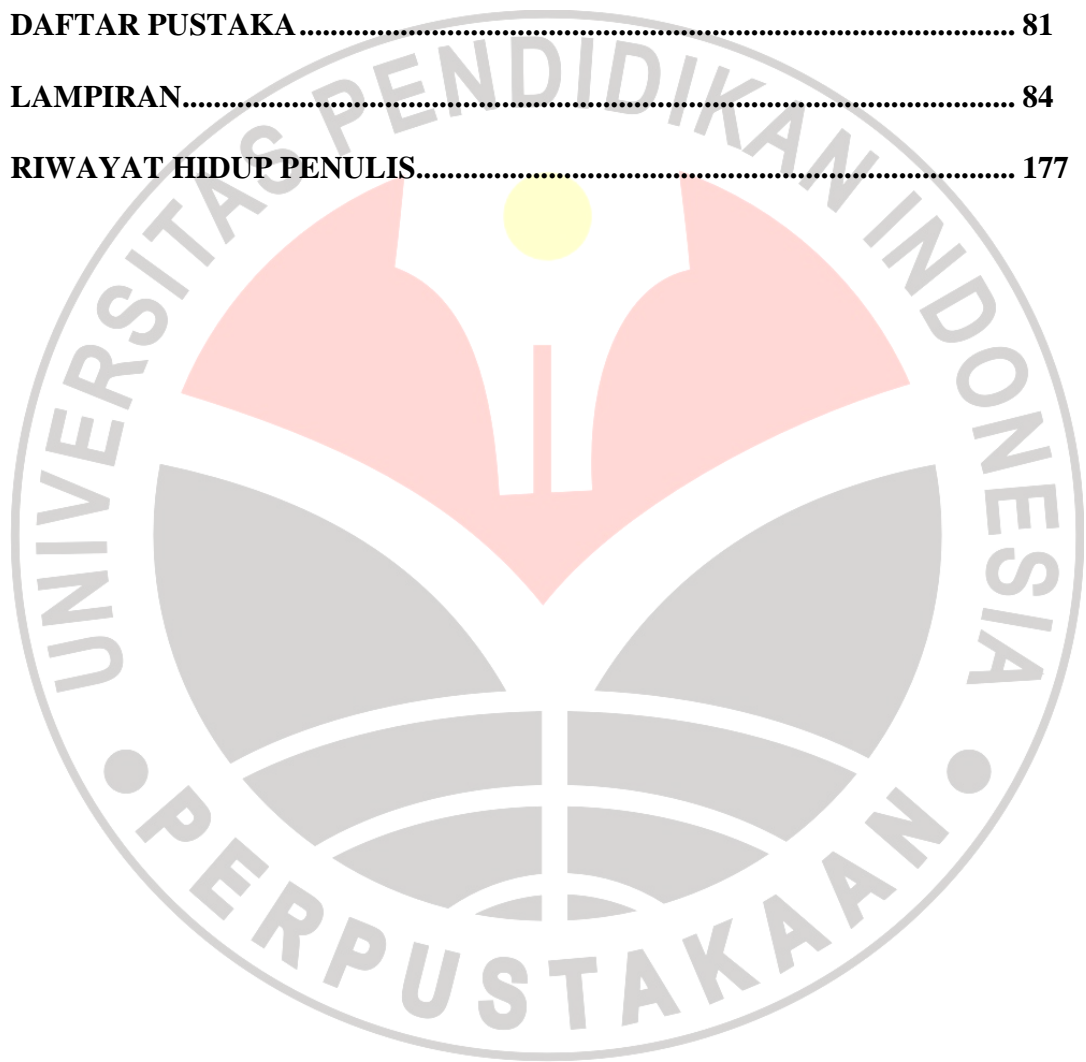 DAFTAR PUSTAKA............................................................................................. 81
LAMPIRAN............................................................................................................ 84
RIWAYAT HIDUP PENULIS.............................................................................. 177
UNIVERSITAS PENDIDIKAN INDONESIA
PERPUSTAKAAN